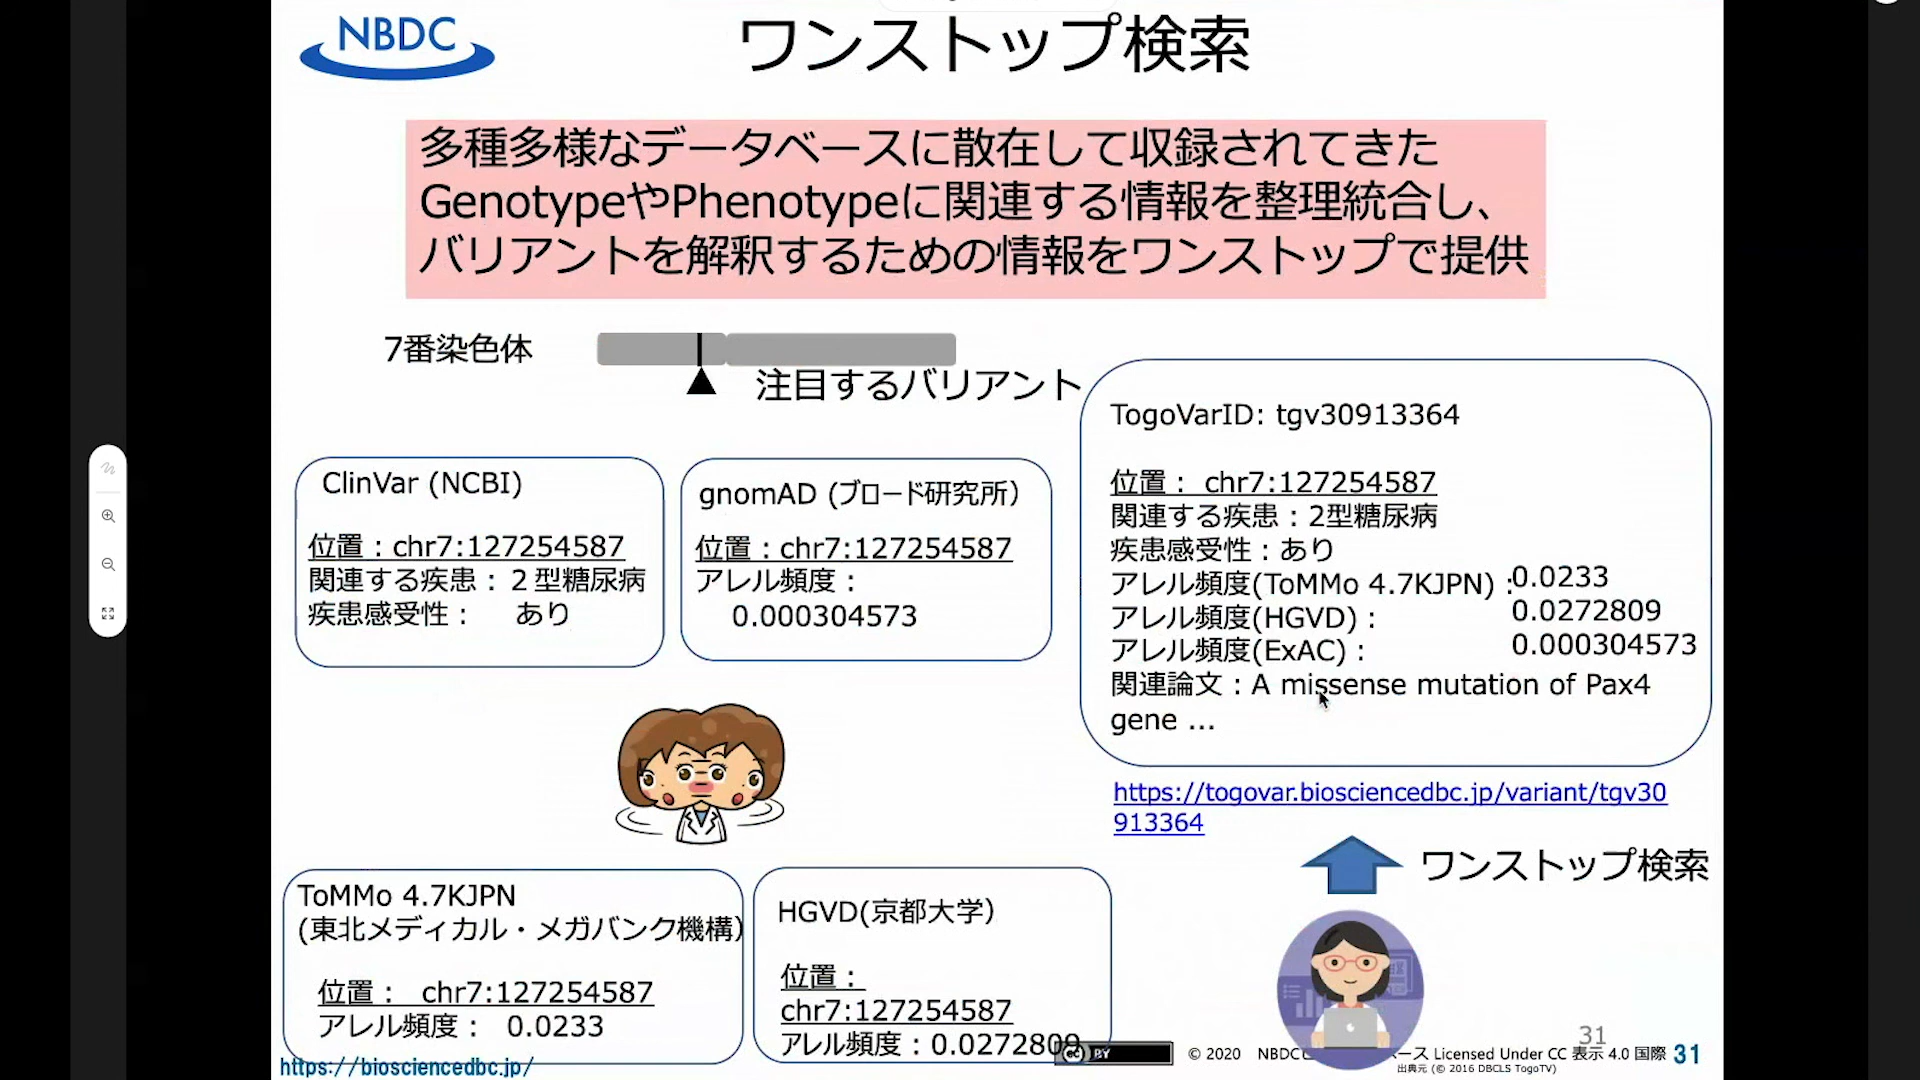 NBDC
ワンストップ検索
多種多様なデータベースに散在して収録されてきた
GenotypeやPhenotypeに関連する情報を整理統合し、
バリアントを解釈するための情報をワンストップで提供
7番染色体
注目するバリアント
ClinVar (NCBI)
位置：chr7:127254587
関連する疾患：２型糖尿病
疾患感受性： あり
gnomAD (ブロード研究所)
位置：chr7:127254587
アレル頻度：
0.000304573
TogoVarID: tgv30913364
位置： chr7:127254587
関連する疾患：2型糖尿病
疾患感受性：あり
アレル頻度(ToMMo 4.7KJPN)：0.0233
アレル頻度(HGVD)： 0.0272809
アレル頻度(ExAC)： 0.000304573
関連論文：A missense mutation of Pax4
gene ...
https://togovar.biosciencedbc.jp/variant/tgv30
913364
ワンストップ検索
ToMMo 4.7KJPN
(東北メディカル・メガバンク機構)
位置： chr7:127254587
アレル頻度： 0.0233
HGVD(京都大学)
位置：
chr7:127254587
アレル頻度：0.0272809
https://biosciencedbc.jp/
cc BY
© 2020 NBDC ース Licensed Under CC 表示 4.0 国際
31
31
出典元 (© 2016 DBCLS TogoTV)